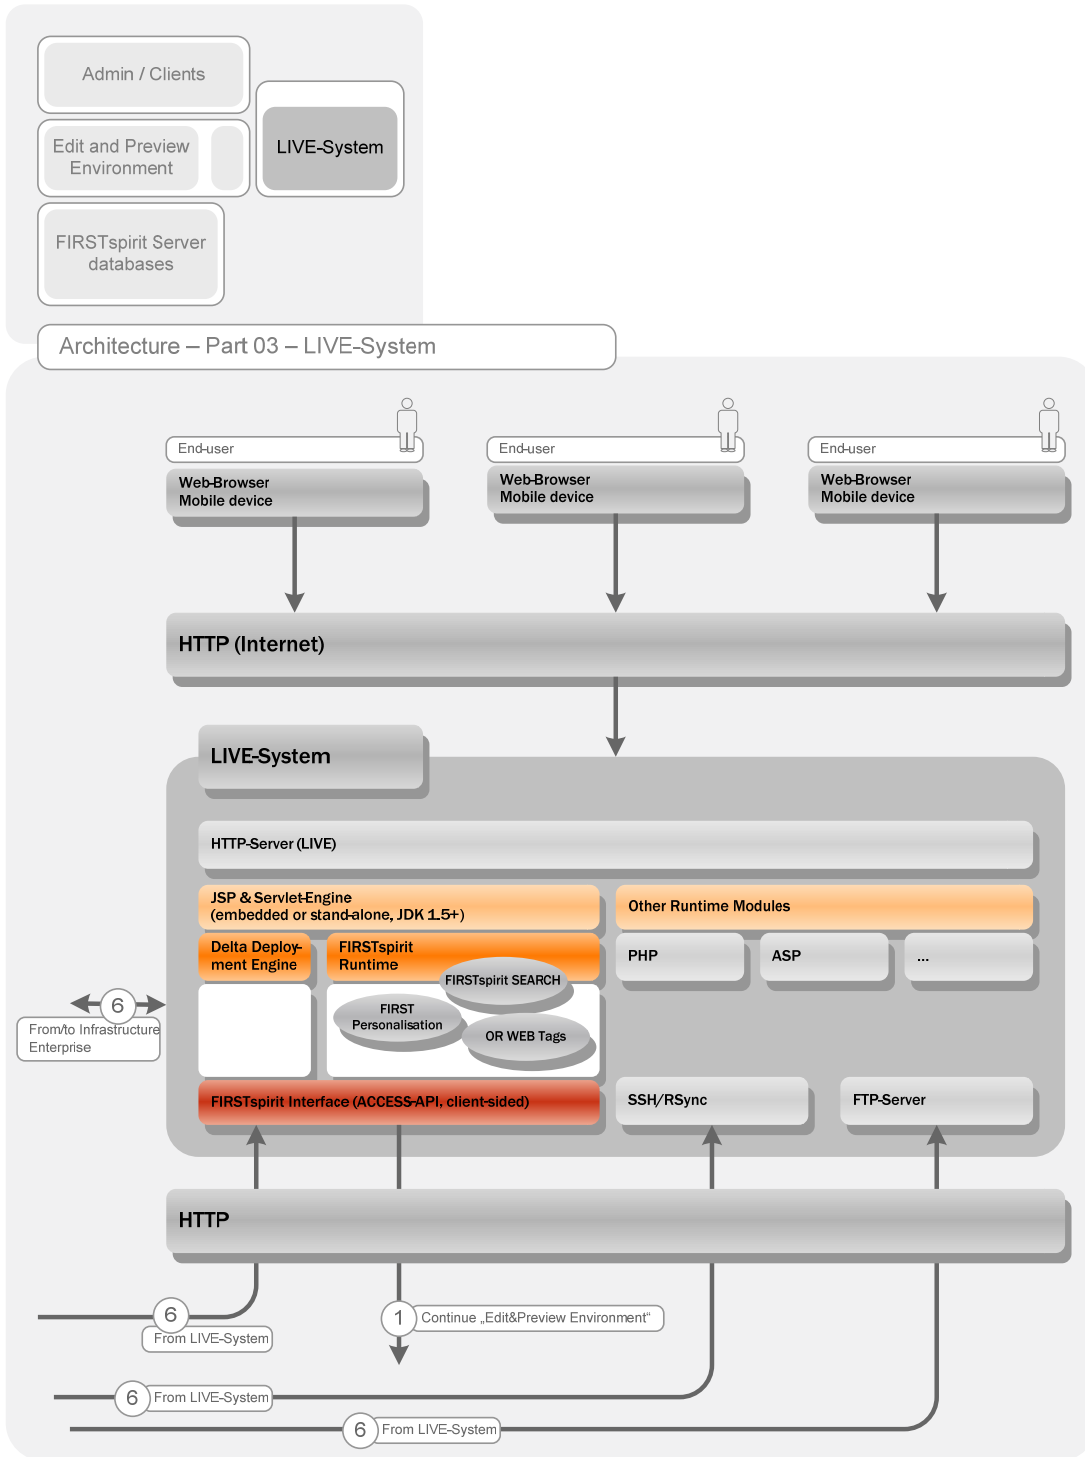 Admin / Clients
Edit and Preview
Environment
LIVE-System
FIRSTspirit Server
databases
Architecture – Part 03 – LIVE-System
End-user
End-user
End-user
Web-Browser
Mobile device
Web-Browser
Mobile device
Web-Browser
Mobile device
HTTP (Internet)
LIVE-System
HTTP-Server (LIVE)
JSP & Servlet-Engine
(embedded or stand-alone, JDK 1.5+)
Other Runtime Modules
Delta Deploy-
ment Engine
FIRSTspirit
Runtime
PHP
ASP
...
FIRSTspirit SEARCH
FIRST
Personalisation
OR WEB Tags
6
From/to Infrastructure
Enterprise
FIRSTspirit Interface (ACCESS-API, client-sided)
SSH/RSync
FTP-Server
HTTP
6
From LIVE-System
1
Continue „Edit&Preview Environment“
6
From LIVE-System
6
From LIVE-System